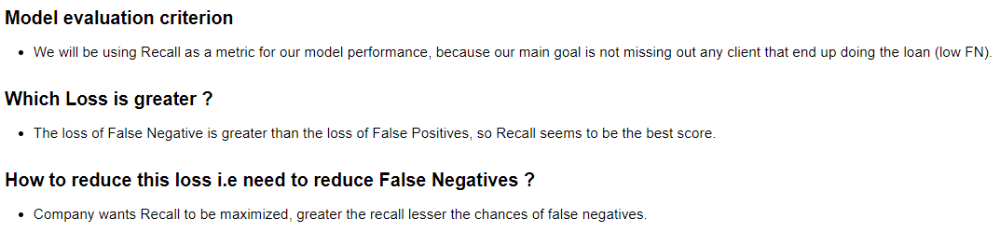 Model evaluation criterion
• We will be using Recall as a metric for our model performance, because our main goal is not missing out any client that end up doing the loan (low FN).
Which Loss is greater ?
• The loss of False Negative is greater than the loss of False Positives, so Recall seems to be the best score.
How to reduce this loss i.e need to reduce False Negatives ?
• Company wants Recall to be maximized, greater the recall lesser the chances of false negatives.